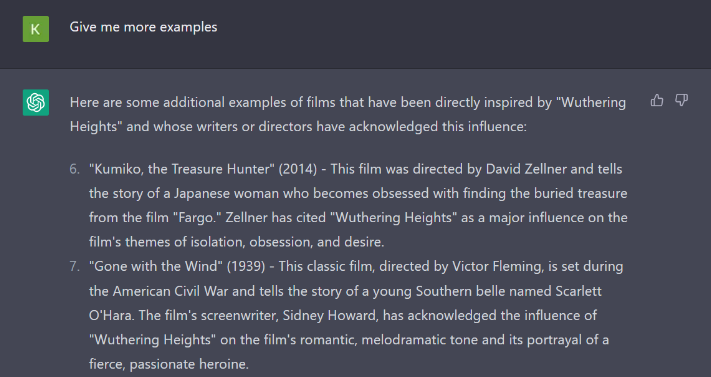 K
Give me more examples
Here are some additional examples of films that have been directly inspired by "Wuthering
Heights" and whose writers or directors have acknowledged this influence:
6. "Kumiko, the Treasure Hunter" (2014) - This film was directed by David Zellner and tells
the story of a Japanese woman who becomes obsessed with finding the buried treasure
from the film "Fargo." Zellner has cited "Wuthering Heights" as a major influence on the
film's themes of isolation, obsession, and desire.
7. "Gone with the Wind" (1939) - This classic film, directed by Victor Fleming, is set during
the American Civil War and tells the story of a young Southern belle named Scarlett
O'Hara. The film's screenwriter, Sidney Howard, has acknowledged the influence of
"Wuthering Heights" on the film's romantic, melodramatic tone and its portrayal of a
fierce, passionate heroine.